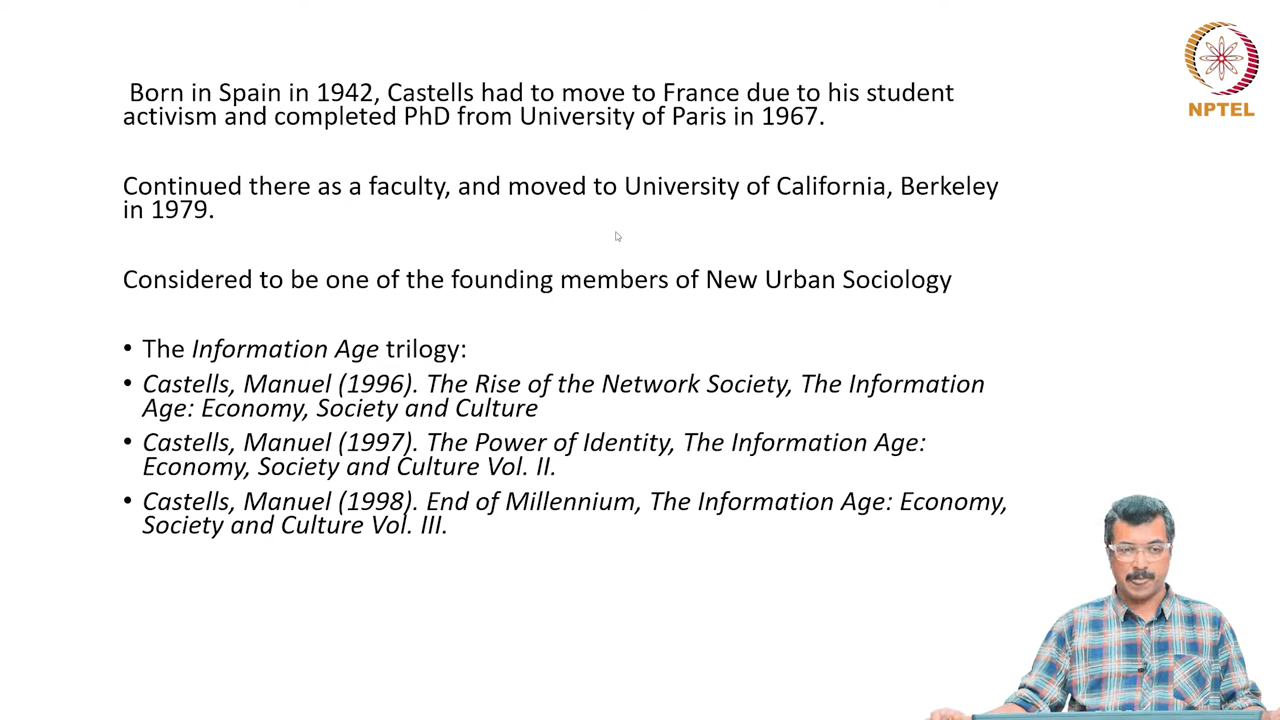 Born in Spain in 1942, Castells had to move to France due to his student
activism and completed PhD from University of Paris in 1967.
Continued there as a faculty, and moved to University of California, Berkeley
in 1979.
Considered to be one of the founding members of New Urban Sociology
• The Information Age trilogy:
• Castells, Manuel (1996). The Rise of the Network Society, The Information
Age: Economy, Society and Culture
• Castells, Manuel (1997). The Power of Identity, The Information Age:
Economy, Society and Culture Vol. II.
• Castells, Manuel (1998). End of Millennium, The Information Age: Economy,
Society and Culture Vol. III.
NPTEL